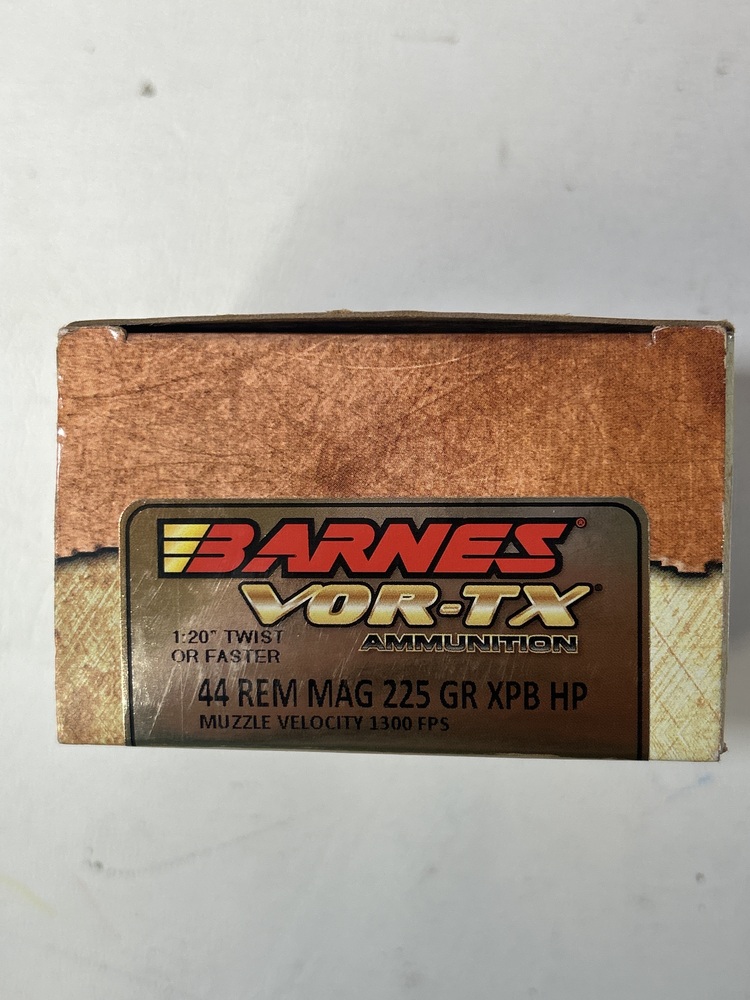 BARNES®
VOR-TX®
1:20" TWIST
OR FASTER
AMMUNITION
44 REM MAG 225 GR XPB HP
MUZZLE VELOCITY 1300 FPS